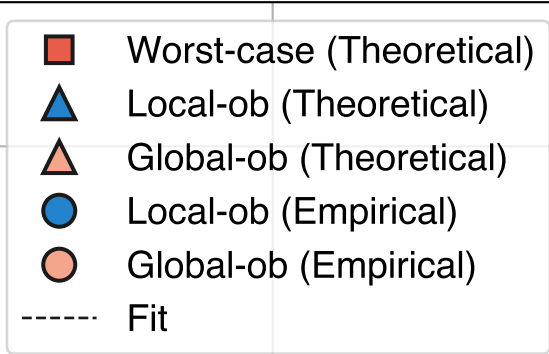 Worst-case (Theoretical)
Local-ob (Theoretical)
Global-ob (Theoretical)
Local-ob (Empirical)
Global-ob (Empirical)
Fit